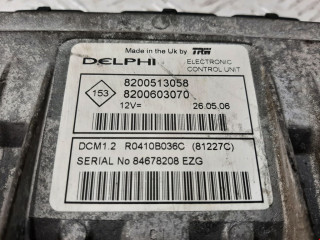 Made in the Uk by TRW
DELPHI ELECTRONIC CONTROL UNIT
153
8200513058
8200603070
12V= 26.05.06
DCM1.2 R0410B036C (81227C)
SERIAL No 84678208 EZG